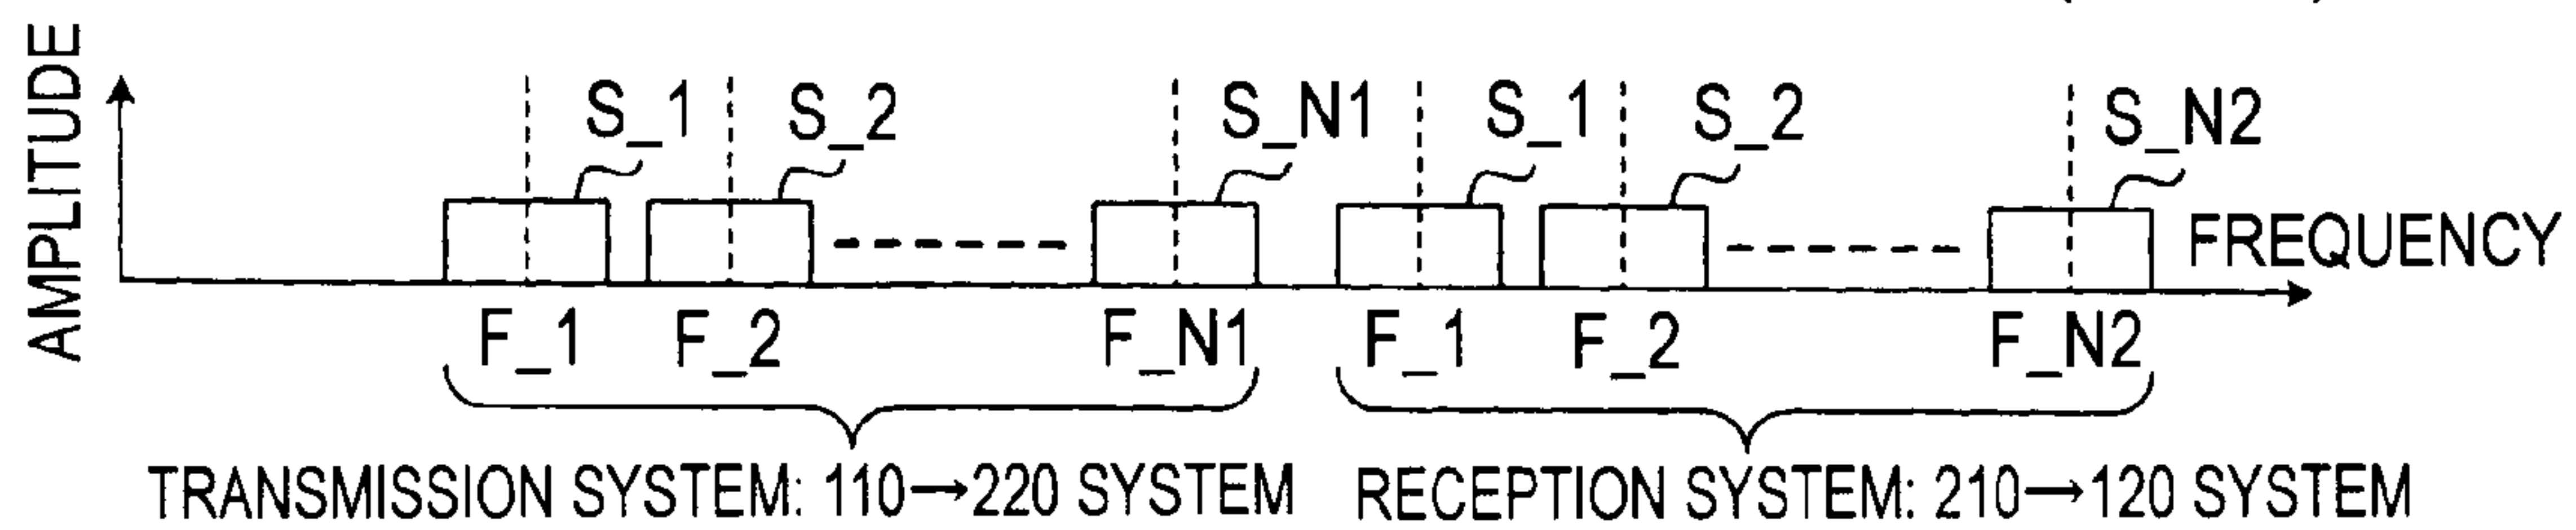 AMPLITUDE
S_1 S_2 S_N1 S_1 S_2 S_N2
FREQUENCY
F_1 F_2 F_N1 F_1 F_2 F_N2
TRANSMISSION SYSTEM: 110→220 SYSTEM
RECEPTION SYSTEM: 210→120 SYSTEM